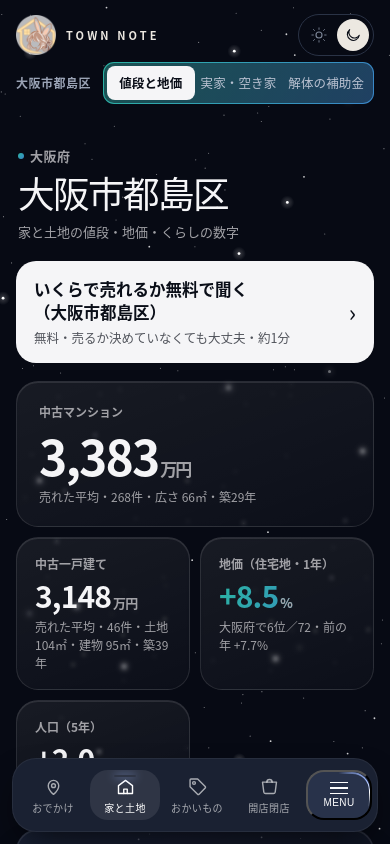 TOWN NOTE
大阪市都島区
値段と地価
実家・空き家
解体の補助金
大阪府
大阪市都島区
家と土地の値段・地価・くらしの数字
いくらで売れるか無料で聞く
（大阪市都島区）
無料・売るか決めていなくても大丈夫・約1分
›
中古マンション
3,383万円
売れた平均・268件・広さ 66㎡・築29年
中古一戸建て
3,148万円
売れた平均・46件・土地
104㎡・建物 95㎡・築39
年
地価（住宅地・1年）
+8.5%
大阪府で6位／72・前の
年 +7.7%
人口（5年）
おでかけ
家と土地
おかいもの
開店閉店
MENU